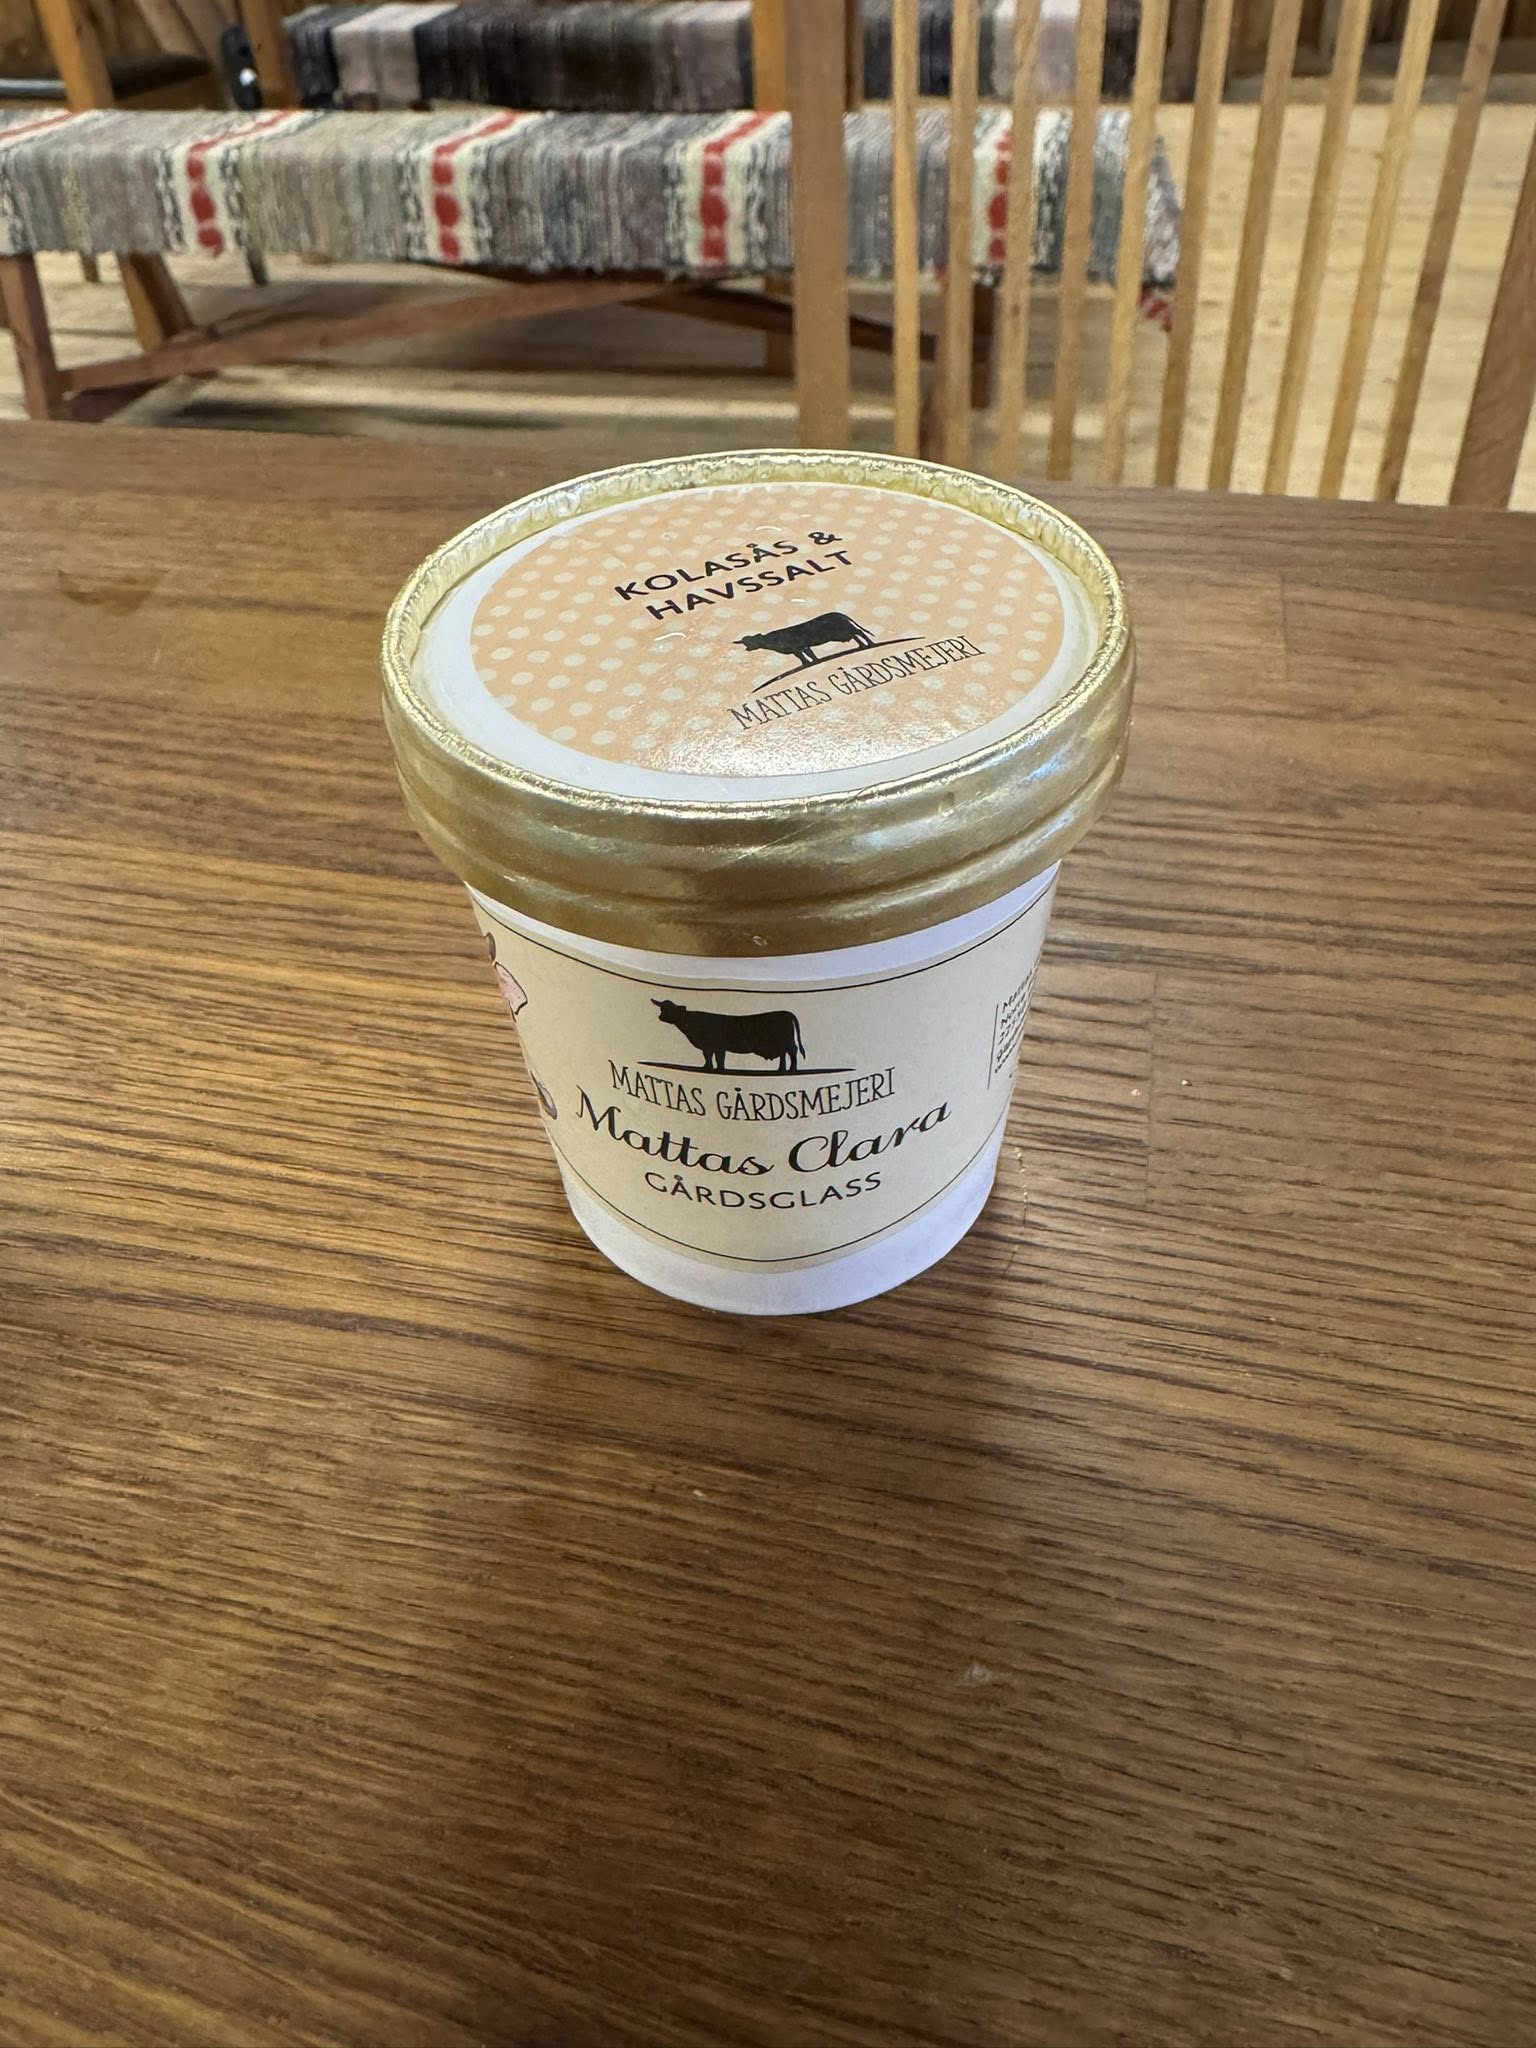 KOLASÅS &
HAVSSALT
MATTAS GÅRDSMEJERI
MATTAS GÅRDSMEJERI
Mattas Clara
GÅRDSGLASS